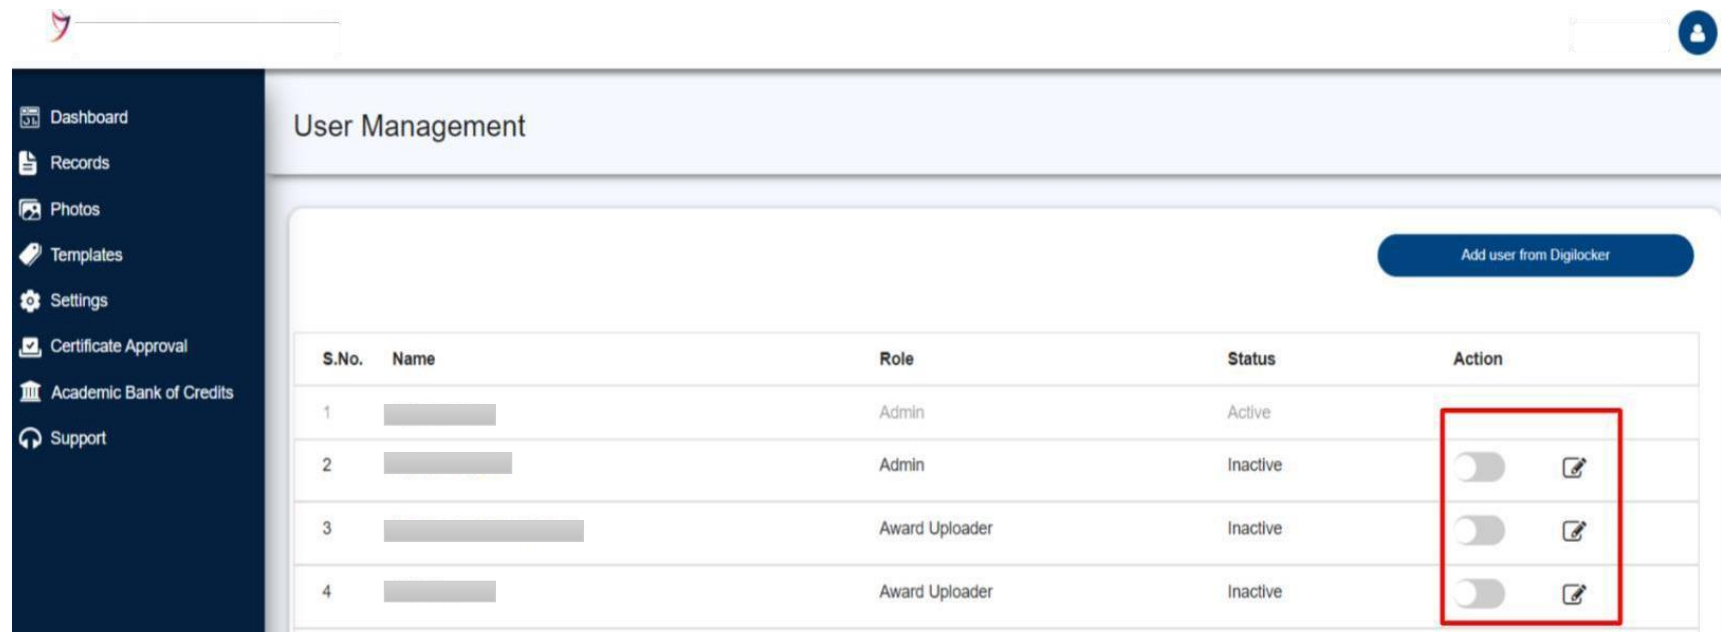 Dashboard
Records
Photos
Templates
Settings
Certificate Approval
Academic Bank of Credits
Support
User Management
Add user from Digilocker
S.No. Name Role Status Action
1 Admin Active
2 Admin Inactive
3 Award Uploader Inactive
4 Award Uploader Inactive